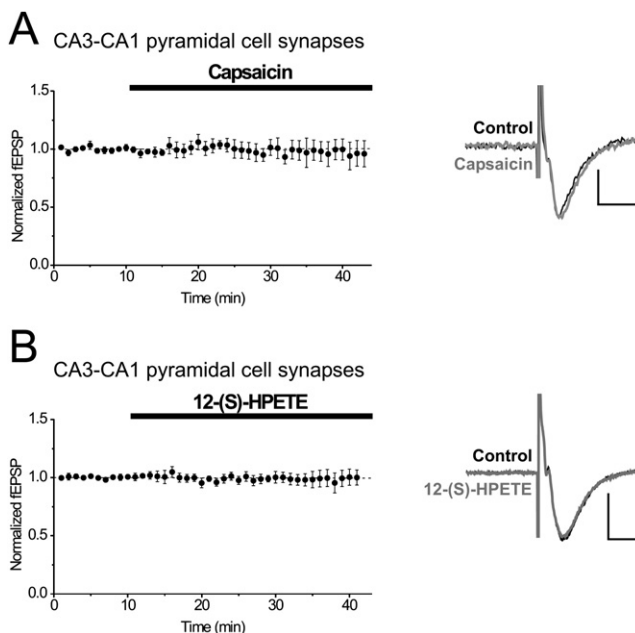 A
CA3-CA1 pyramidal cell synapses
Capsaicin
1.5
1.0
0.5
0.0
Normalized fEPSP
0 10 20 30 40
Time (min)
Control
Capsaicin
B
CA3-CA1 pyramidal cell synapses
12-(S)-HPETE
1.5
1.0
0.5
0.0
Normalized fEPSP
0 10 20 30 40
Time (min)
Control
12-(S)-HPETE